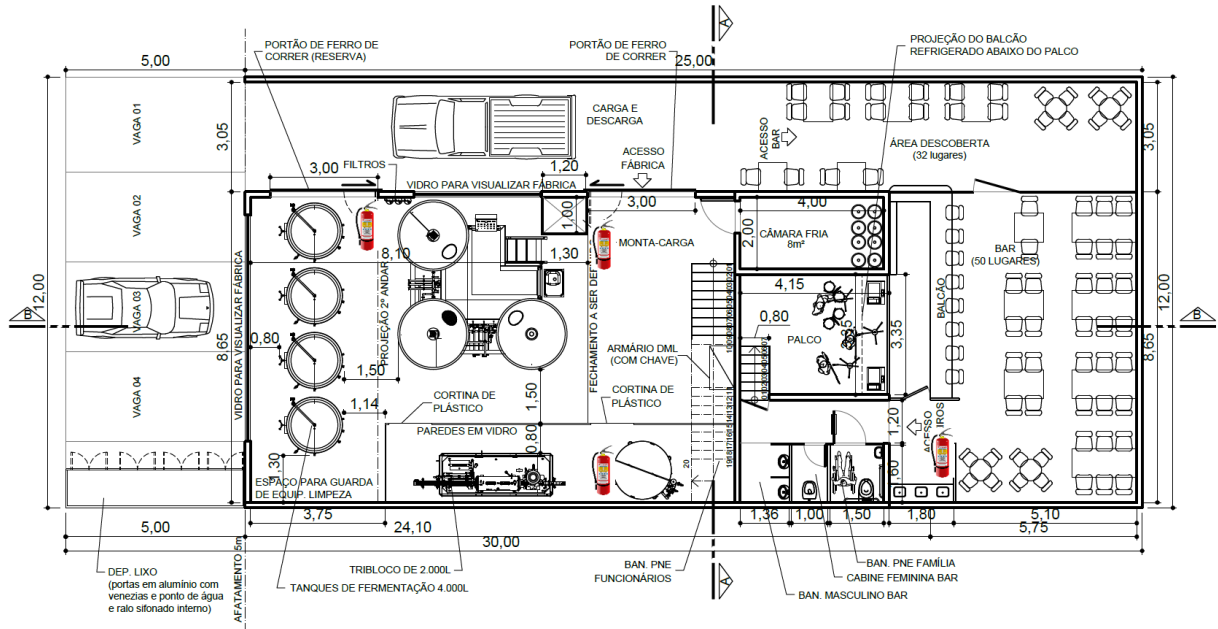 A
PORTÃO DE FERRO DE
CORRER (RESERVA)
PORTÃO DE FERRO
DE CORRER
PROJEÇÃO DO BALCÃO
REFRIGERADO ABAIXO DO PALCO
5,00
25,00
VAGA 01
3,05
CARGA E
DESCARGA
ACESSO
BAR
ÁREA DESCOBERTA
(32 lugares)
3,05
ACESSO
FÁBRICA
3,00
FILTROS
1,20
VIDRO PARA VISUALIZAR FÁBRICA
3,00
4,00
VAGA 02
1,00
2,00
CÂMARA FRIA
8m²
MONTA-CARGA
BAR
(50 LUGARES)
8,10
1,30
12,00
VAGA 03
VIDRO PARA VISUALIZAR FÁBRICA
8,65
PROJEÇÃO 2º ANDAR
FECHAMENTO A SER DEF
4,15
BALCÃO
12,00
B
B
0,80
0,80
PALCO
3,35
8,65
ARMÁRIO DML
(COM CHAVE)
1,50
VAGA 04
CORTINA DE
PLÁSTICO
1,14
1,50
CORTINA DE
PLÁSTICO
PAREDES EM VIDRO
0,80
1,20
20
1,30
ESPAÇO PARA GUARDA
DE EQUIP. LIMPEZA
3,75
1,36
1,00
1,50
1,80
5,10
5,00
24,10
5,75
30,00
DEP. LIXO
(portas em alumínio com
venezias e ponto de água
e ralo sifonado interno)
AFATAMENTO 5m
TRIBLOCO DE 2.000L
TANQUES DE FERMENTAÇÃO 4.000L
BAN. PNE
FUNCIONÁRIOS
BAN. PNE FAMÍLIA
CABINE FEMININA BAR
BAN. MASCULINO BAR
A